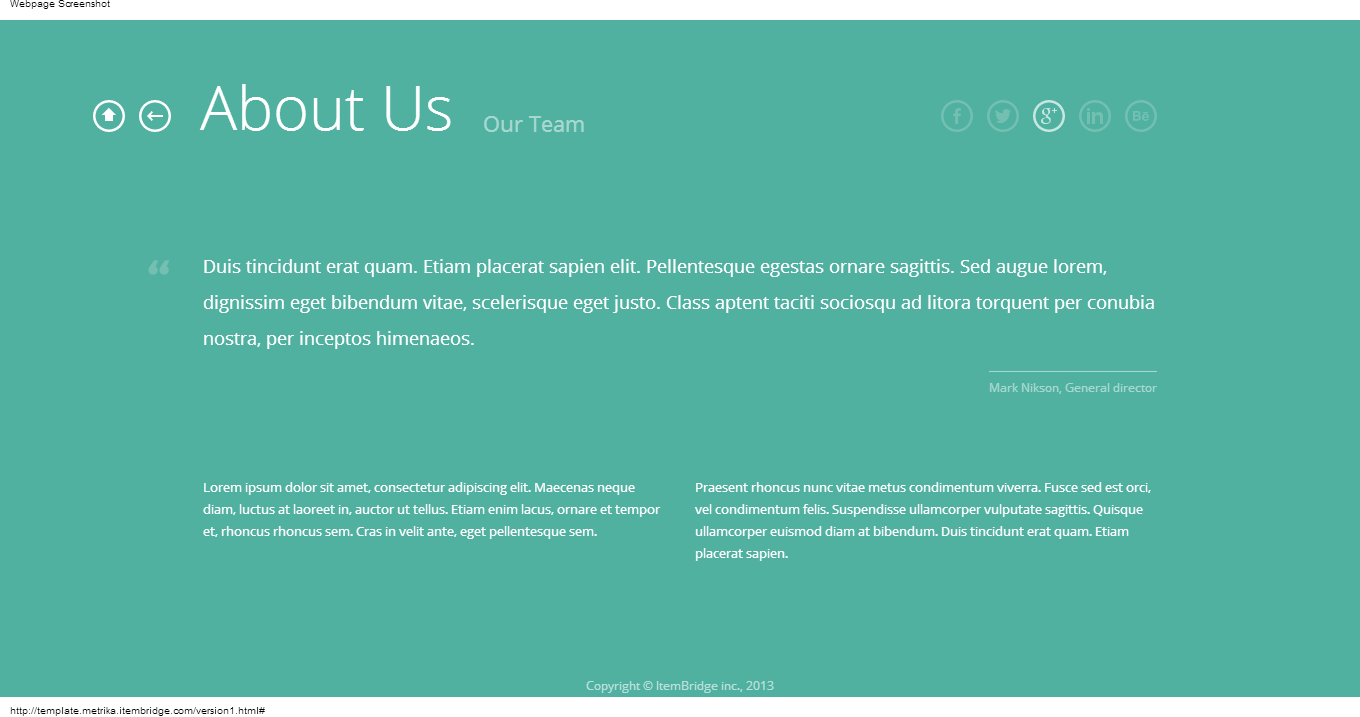 Webpage Screenshot
About Us
Our Team
f
g+
in
Bē
“
Duis tincidunt erat quam. Etiam placerat sapien elit. Pellentesque egestas ornare sagittis. Sed augue lorem,
dignissim eget bibendum vitae, scelerisque eget justo. Class aptent taciti sociosqu ad litora torquent per conubia
nostra, per inceptos himenaeos.
Mark Nikson, General director
Lorem ipsum dolor sit amet, consectetur adipiscing elit. Maecenas neque
diam, luctus at laoreet in, auctor ut tellus. Etiam enim lacus, ornare et tempor
et, rhoncus rhoncus sem. Cras in velit ante, eget pellentesque sem.
Praesent rhoncus nunc vitae metus condimentum viverra. Fusce sed est orci,
vel condimentum felis. Suspendisse ullamcorper vulputate sagittis. Quisque
ullamcorper euismod diam at bibendum. Duis tincidunt erat quam. Etiam
placerat sapien.
Copyright © ItemBridge inc., 2013
http://template.metrika.itembridge.com/version1.html#